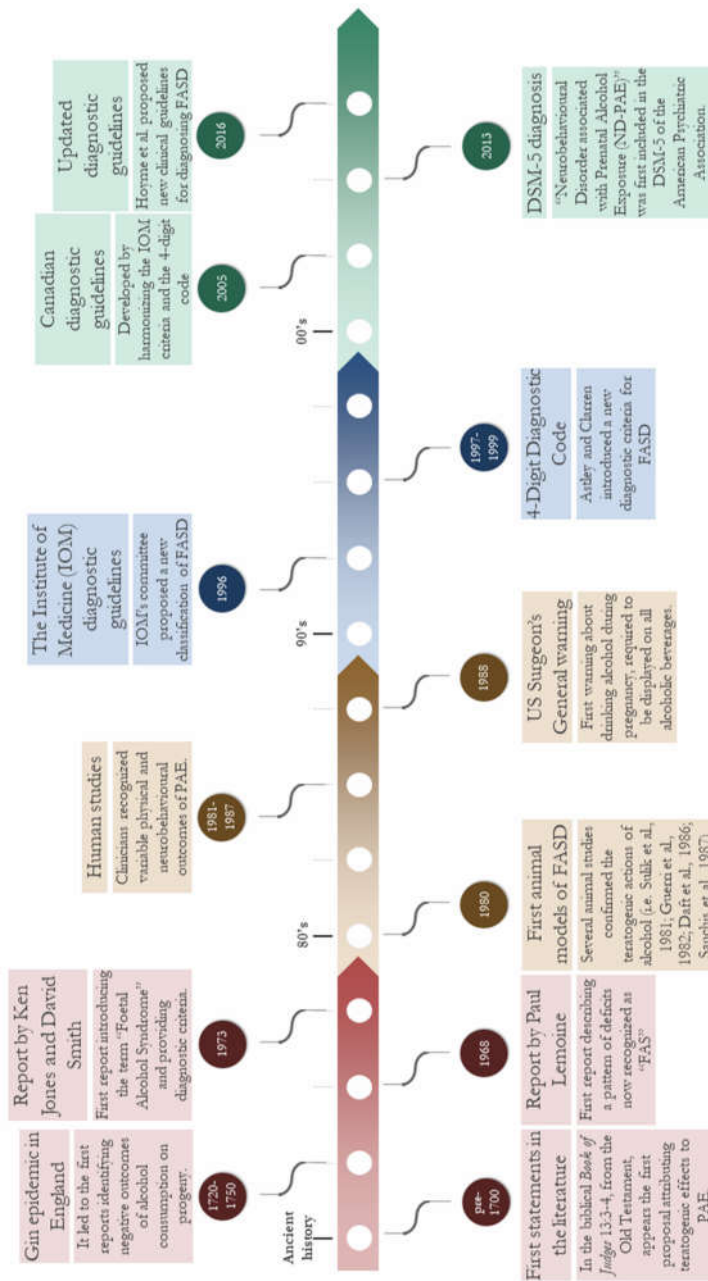 Gin epidemic in
England
It led to the first
reports identifying
negative outcomes
of alcohol
consumption on
progeny.
1720-
1750
Report by Ken
Jones and David
Smith
First report introducing
the term “Foetal
Alcohol Syndrome”
and providing
diagnostic criteria.
1973
Human studies
Clinicians recognized
variable physical and
neurobehavioural
outcomes of PAE.
1981-
1987
The Institute of
Medicine (IOM)
diagnostic
guidelines
IOM's committee
proposed a new
classification of FASD
1996
Canadian
diagnostic
guidelines
Developed by
harmonizing the IOM
criteria and the 4-digit
code
2005
Updated
diagnostic
guidelines
Hoyme et al. proposed
new clinical guidelines
for diagnosing FASD
2016
Ancient
history
80's
90's
00's
pre-
1700
First statements in
the literature
In the biblical Book of
Judges 13:3-4, from the
Old Testament,
appears the first
proposal attributing
teratogenic effects to
PAE.
1968
Report by Paul
Lemoine
First report describing
a pattern of deficits
now recognized as
“FAS”
1980
First animal
models of FASD
Several animal studies
confirmed the
teratogenic actions of
alcohol (i.e. Sulik et al.,
1981; Guerri et al.,
1982; Daft et al., 1986;
Sanchis et al., 1987)
1988
US Surgeon's
General warning
First warning about
drinking alcohol during
pregnancy, required to
be displayed on all
alcoholic beverages.
1997-
1999
4-Digit Diagnostic
Code
Astley and Clarren
introduced a new
diagnostic criteria for
FASD
2013
DSM-5 diagnosis
“Neurobehavioural
Disorder associated
with Prenatal Alcohol
Exposure (ND-PAE)”
was first included in the
DSM-5 of the
American Psychiatric
Association.